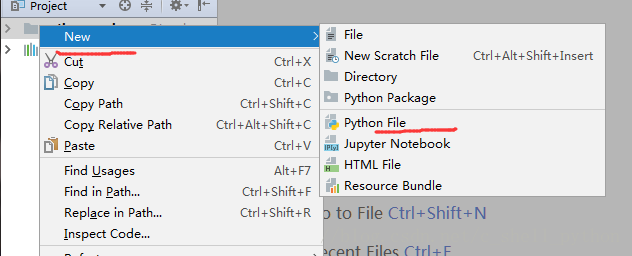 Project
New
Cut Ctrl+X
Copy Ctrl+C
Copy Path Ctrl+Shift+C
Copy Relative Path Ctrl+Alt+Shift+C
Paste Ctrl+V
Find Usages Alt+F7
Find in Path... Ctrl+Shift+F
Replace in Path... Ctrl+Shift+R
Inspect Code...
File
New Scratch File Ctrl+Alt+Shift+Insert
Directory
Python Package
Python File
Jupyter Notebook
HTML File
Resource Bundle
o to File Ctrl+Shift+N
ecent Files Ctrl+E